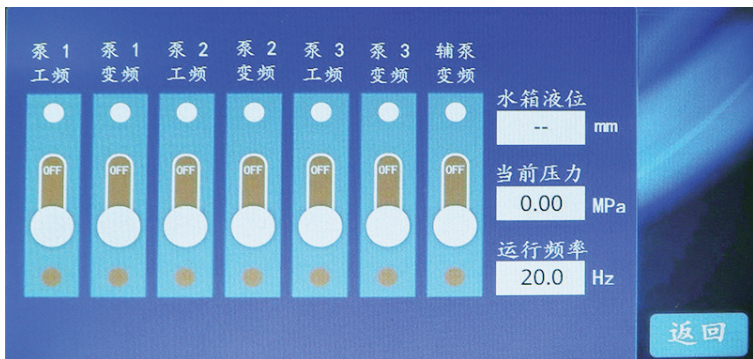 泵 1 泵 1 泵 2 泵 2 泵 3 泵 3 辅泵
工频 变频 工频 变频 工频 变频 变频
水箱液位
-- mm
OFF OFF OFF OFF OFF OFF OFF
当前压力
0.00 MPa
运行频率
20.0 Hz
返回